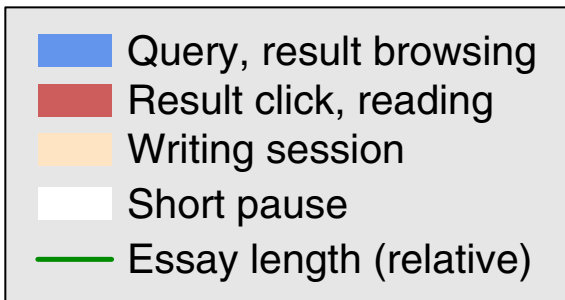 Query, result browsing
Result click, reading
Writing session
Short pause
Essay length (relative)